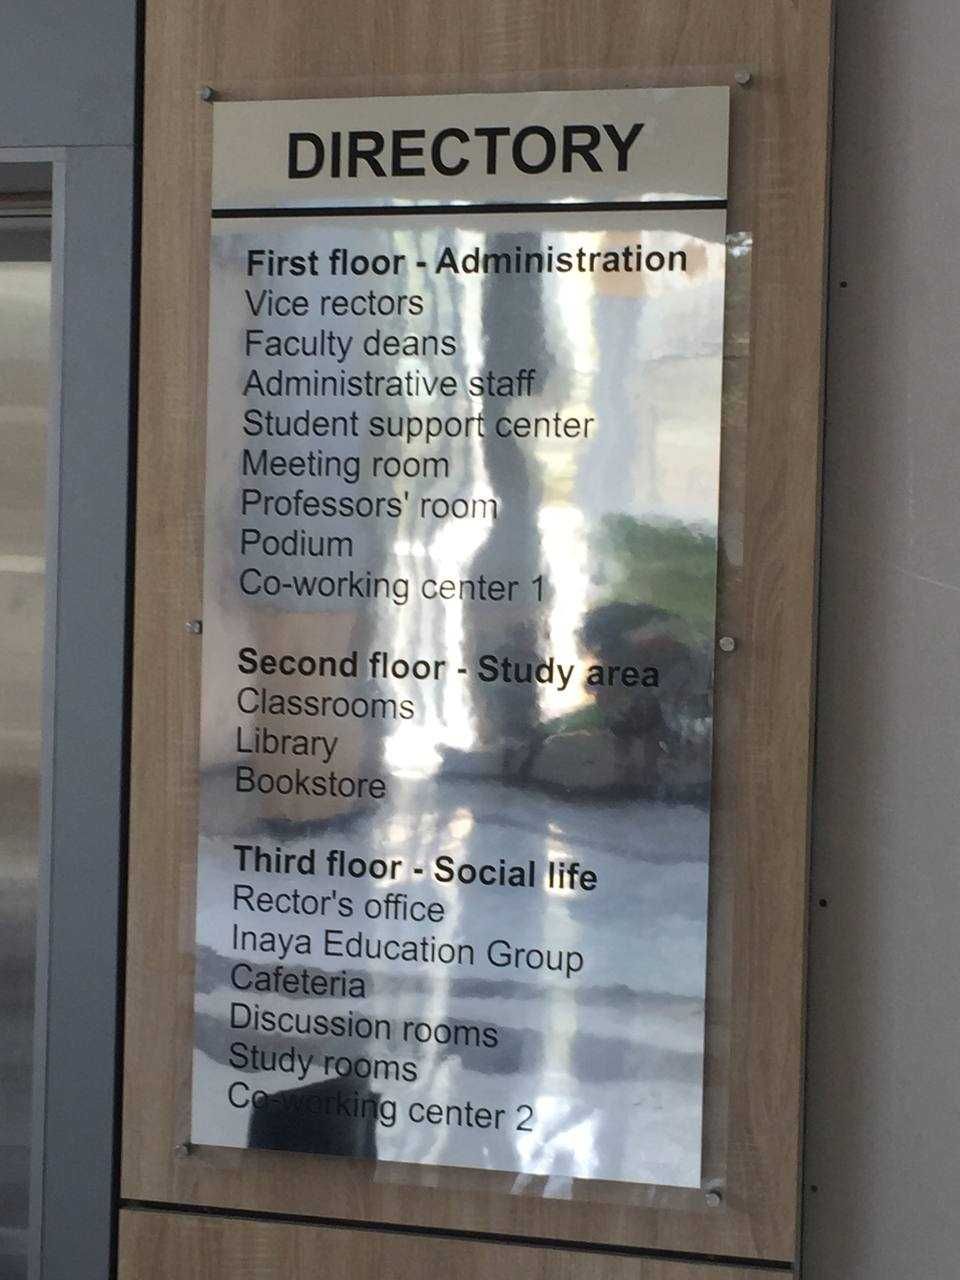 DIRECTORY
First floor - Administration
Vice rectors
Faculty deans
Administrative staff
Student support center
Meeting room
Professors' room
Podium
Co-working center 1
Second floor - Study area
Classrooms
Library
Bookstore
Third floor - Social life
Rector's office
Inaya Education Group
Cafeteria
Discussion rooms
Study rooms
Co-working center 2